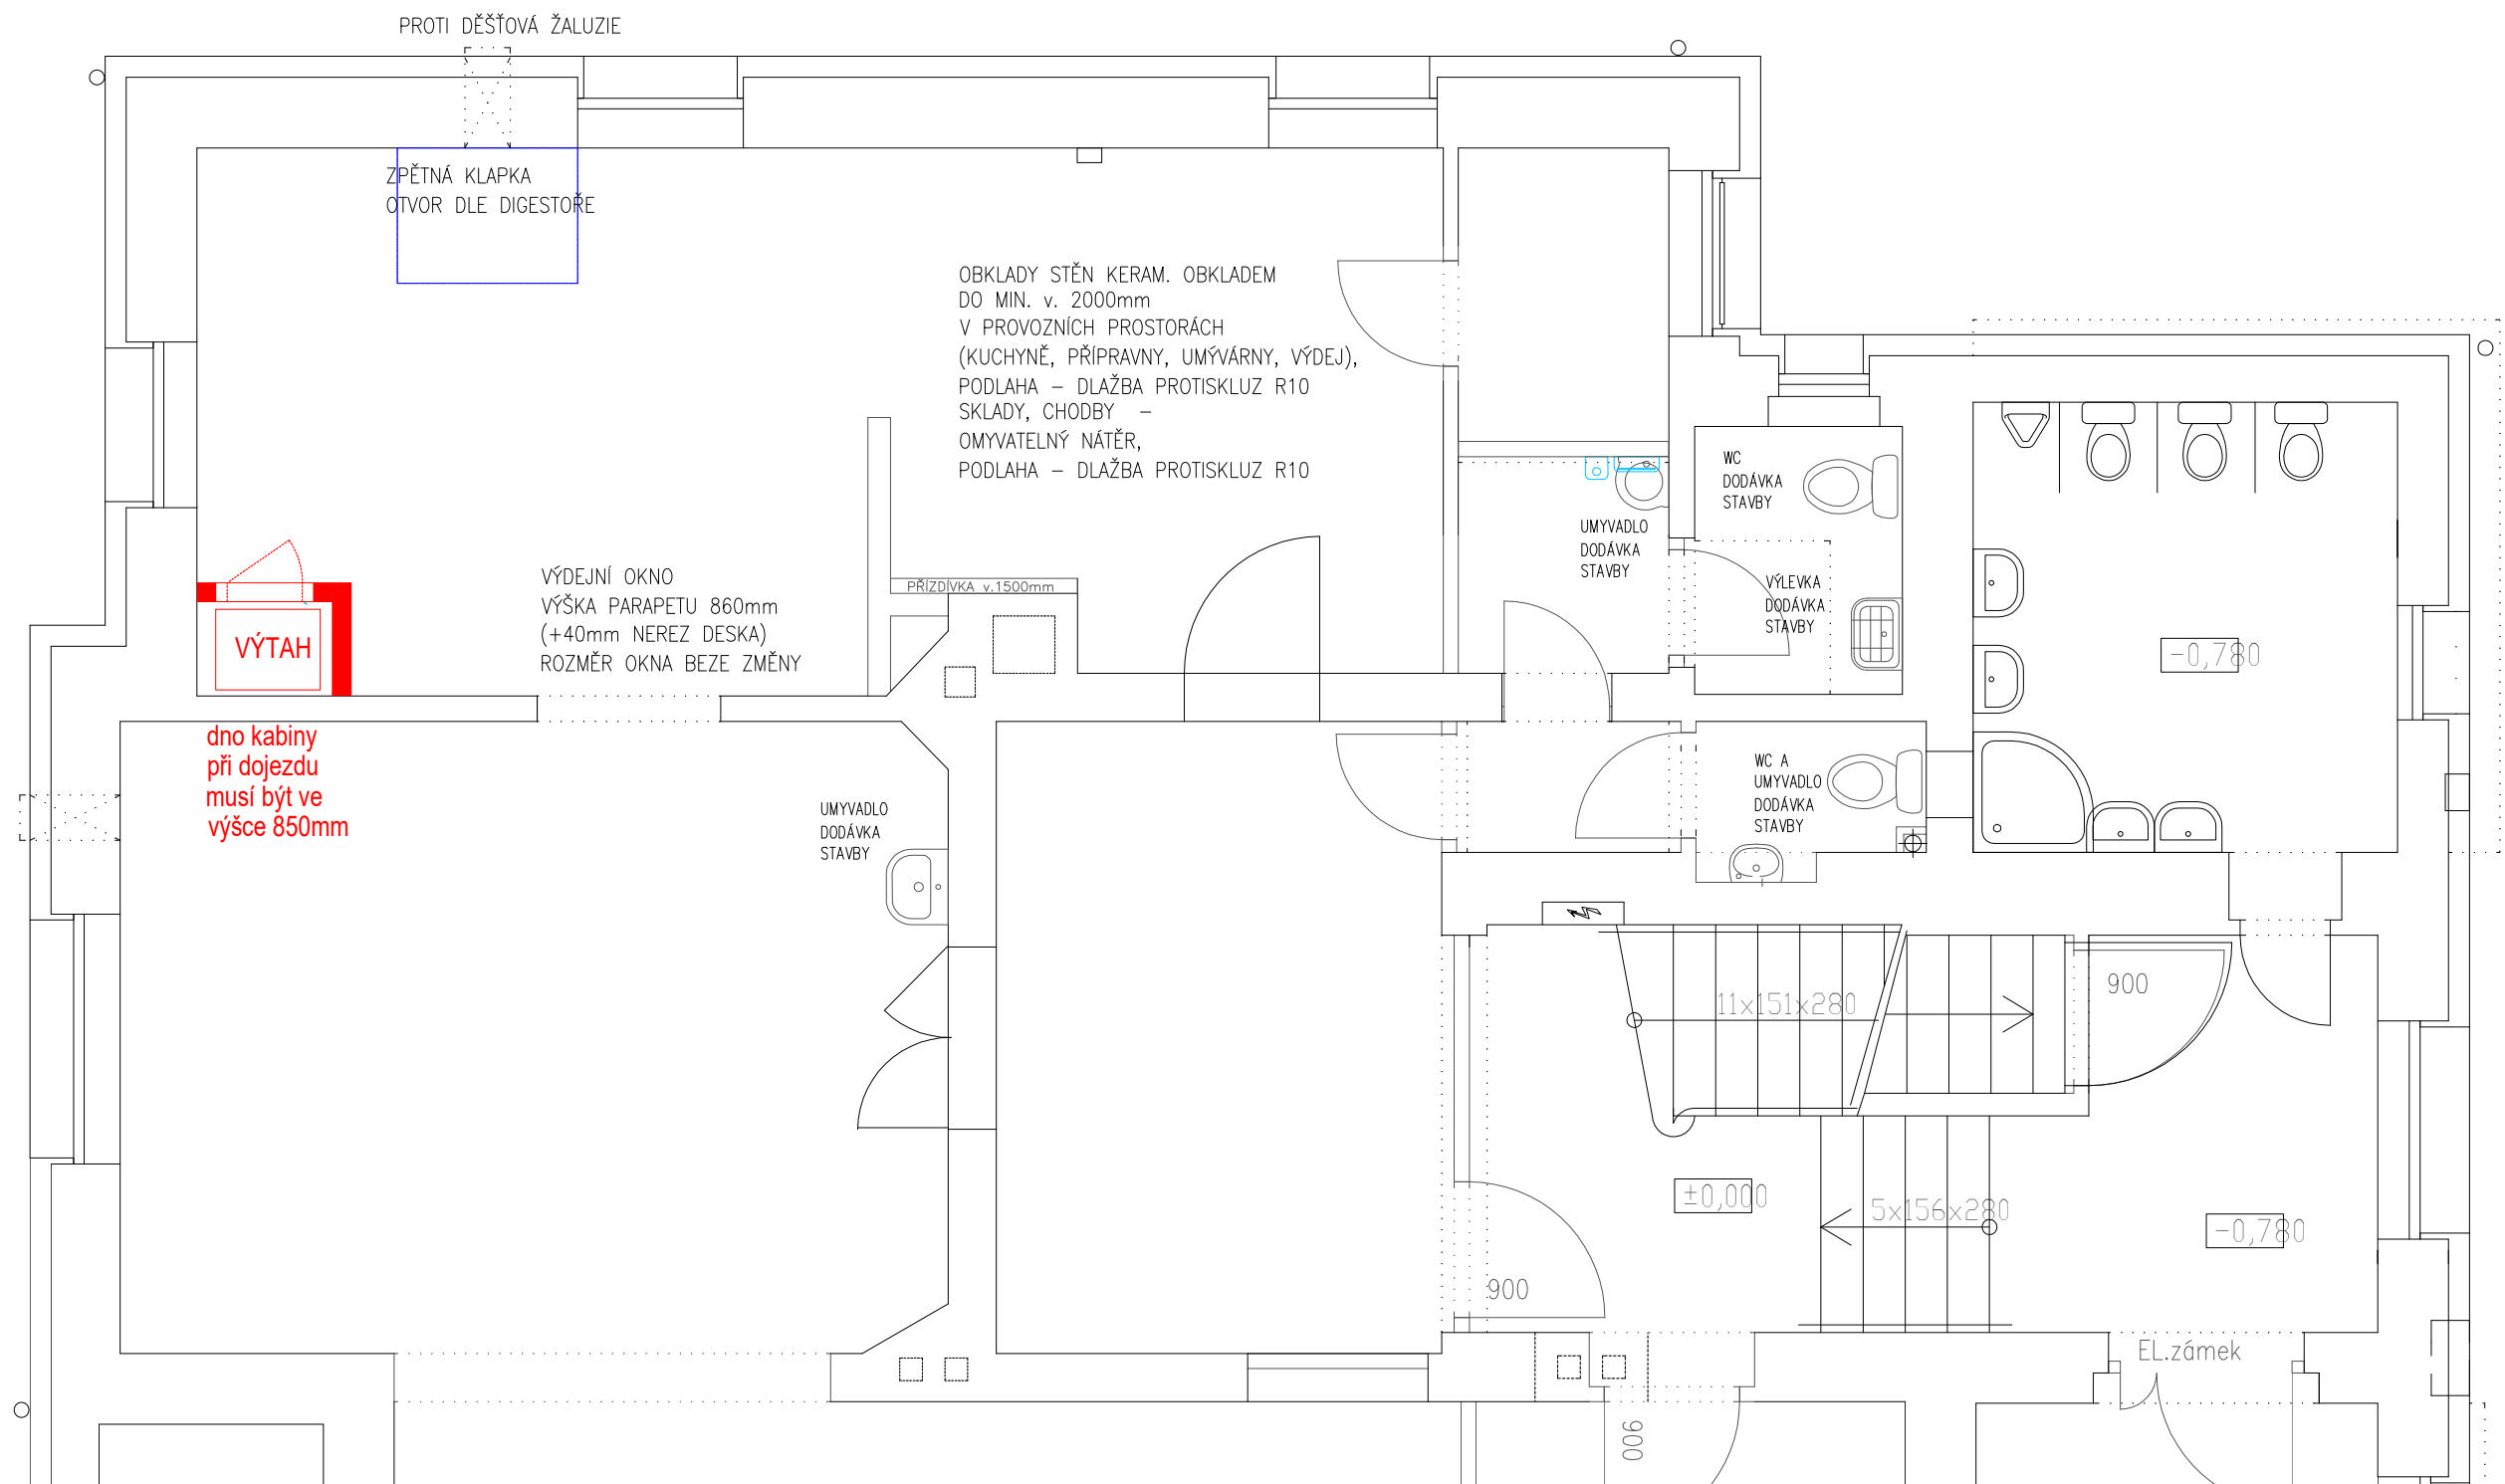 PROTI DĚŠŤOVÁ ŽALUZIE
ZPĚTNÁ KLAPKA
OTVOR DLE DIGESTOŘE
OBKLADY STĚN KERAM. OBKLADEM
DO MIN. v. 2000mm
V PROVOZNÍCH PROSTORÁCH
(KUCHYNĚ, PŘÍPRAVNY, UMÝVÁRNY, VÝDEJ),
PODLAHA – DLAŽBA PROTISKLUZ R10
SKLADY, CHODBY –
OMYVATELNÝ NÁTĚR,
PODLAHA – DLAŽBA PROTISKLUZ R10
WC
DODÁVKA
STAVBY
UMYVADLO
DODÁVKA
STAVBY
VÝLEVKA
DODÁVKA
STAVBY
VÝDEJNÍ OKNO
VÝŠKA PARAPETU 860mm
(+40mm NEREZ DESKA)
ROZMĚR OKNA BEZE ZMĚNY
PŘÍZDÍVKA v.1500mm
VÝTAH
-0,780
dno kabiny
při dojezdu
musí být ve
výšce 850mm
WC A
UMYVADLO
DODÁVKA
STAVBY
UMYVADLO
DODÁVKA
STAVBY
900
11x151x280
±0,000
5x156x280
-0,780
900
EL.zámek
900